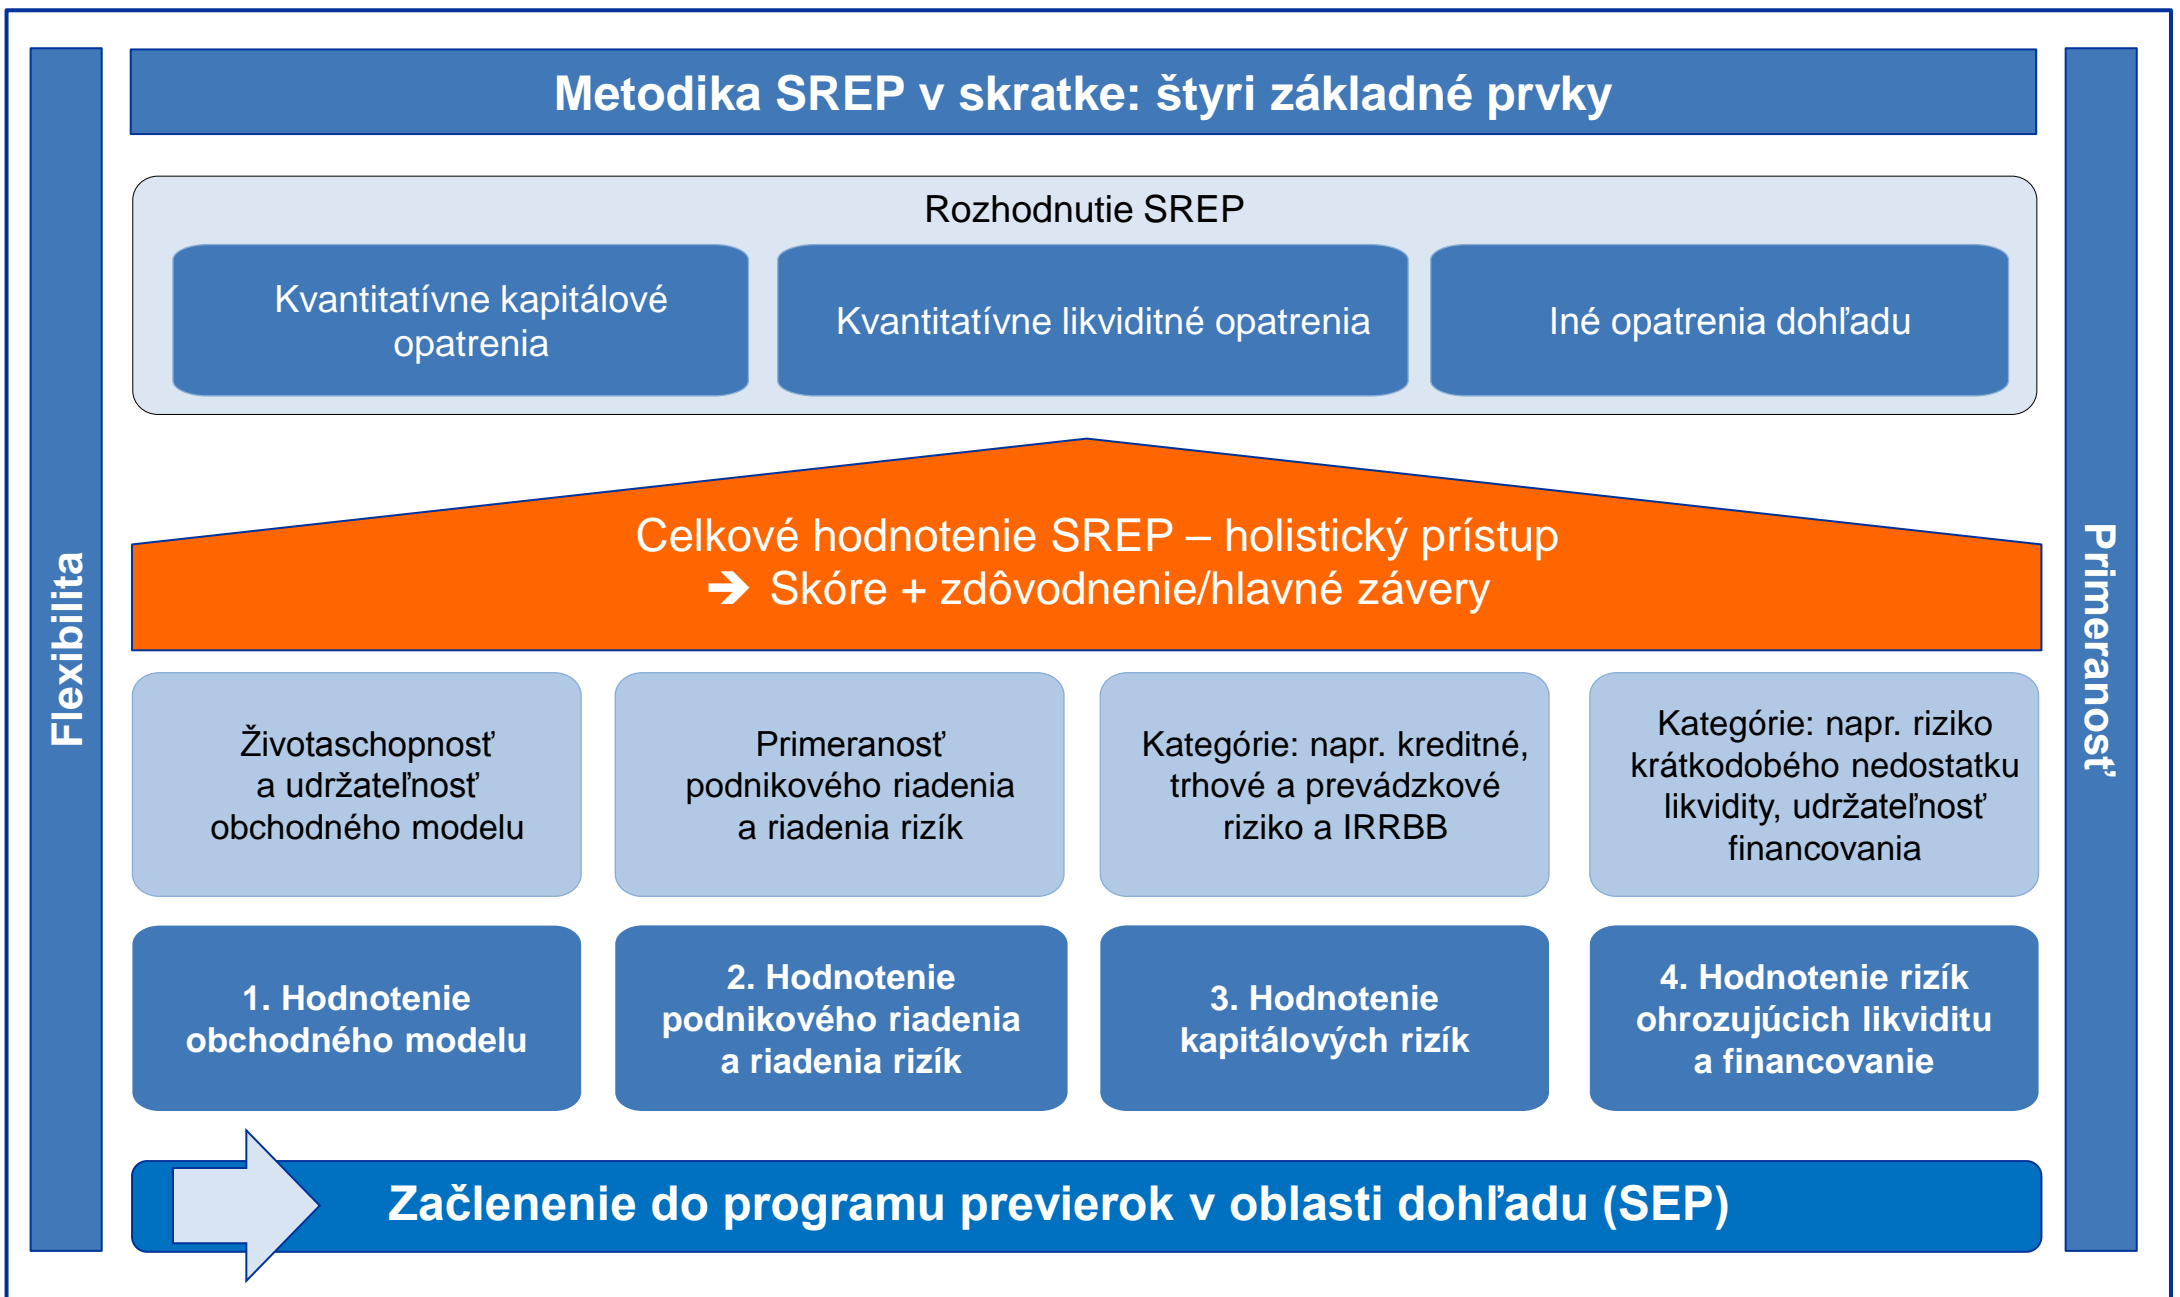 Metodika SREP v skratke: štyri základné prvky
Flexibilita
Primeranosť
Rozhodnutie SREP
Kvantitatívne kapitálové
opatrenia
Kvantitatívne likviditné opatrenia
Iné opatrenia dohľadu
Celkové hodnotenie SREP – holistický prístup
➔ Skóre + zdôvodnenie/hlavné závery
Životaschopnosť
a udržateľnosť
obchodného modelu
Primeranosť
podnikového riadenia
a riadenia rizík
Kategórie: napr. kreditné,
trhové a prevádzkové
riziko a IRRBB
Kategórie: napr. riziko
krátkodobého nedostatku
likvidity, udržateľnosť
financovania
1. Hodnotenie
obchodného modelu
2. Hodnotenie
podnikového riadenia
a riadenia rizík
3. Hodnotenie
kapitálových rizík
4. Hodnotenie rizík
ohrozujúcich likviditu
a financovanie
Začlenenie do programu previerok v oblasti dohľadu (SEP)